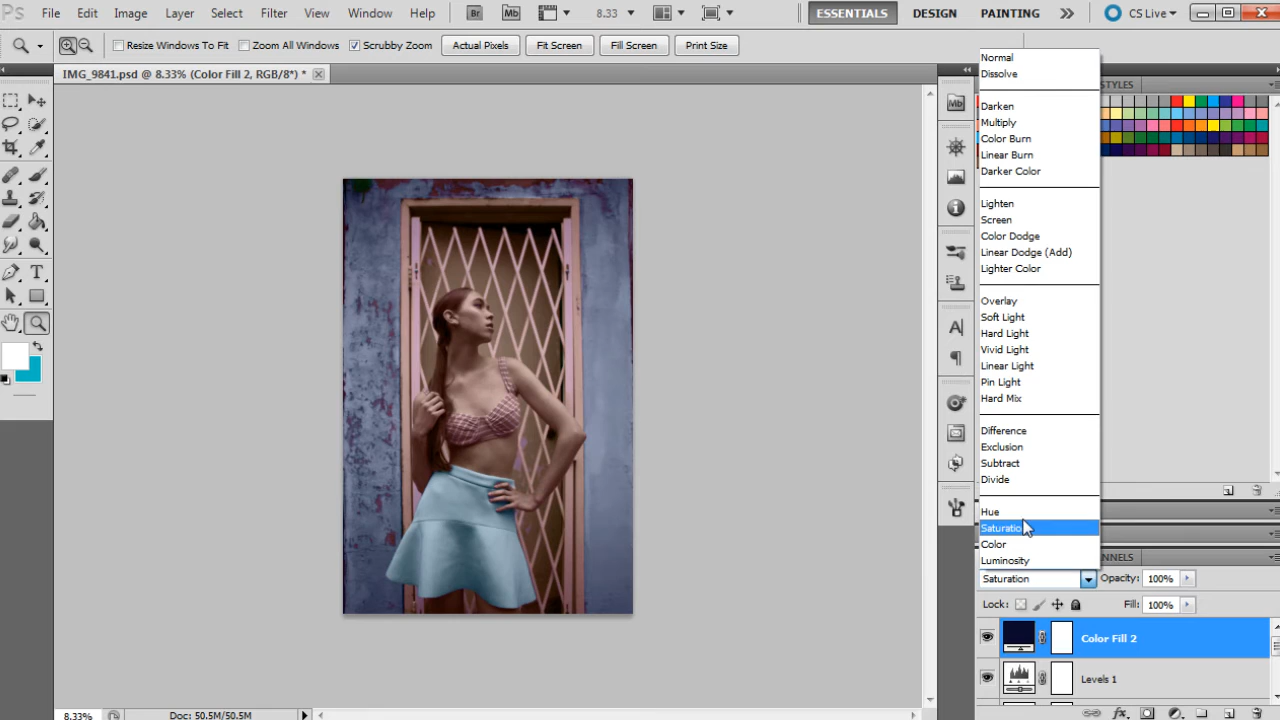 Ps File Edit Image Layer Select Filter View Window Help Br Mb 8.33 ESSENTIALS DESIGN PAINTING CS Live
Resize Windows To Fit Zoom All Windows Scrubby Zoom Actual Pixels Fit Screen Fill Screen Print Size
IMG_9841.psd @ 8.33% (Color Fill 2, RGB/8*) *
Normal
Dissolve
STYLES
Mb
Darken
Multiply
Color Burn
Linear Burn
Darker Color
Lighten
Screen
Color Dodge
Linear Dodge (Add)
Lighter Color
Overlay
Soft Light
Hard Light
Vivid Light
Linear Light
Pin Light
Hard Mix
Difference
Exclusion
Subtract
Divide
Hue
Saturation
Color
Luminosity
NNELS
Saturation Opacity: 100%
Lock: Fill: 100%
Color Fill 2
Levels 1
8.33% Doc: 50.5M/50.5M